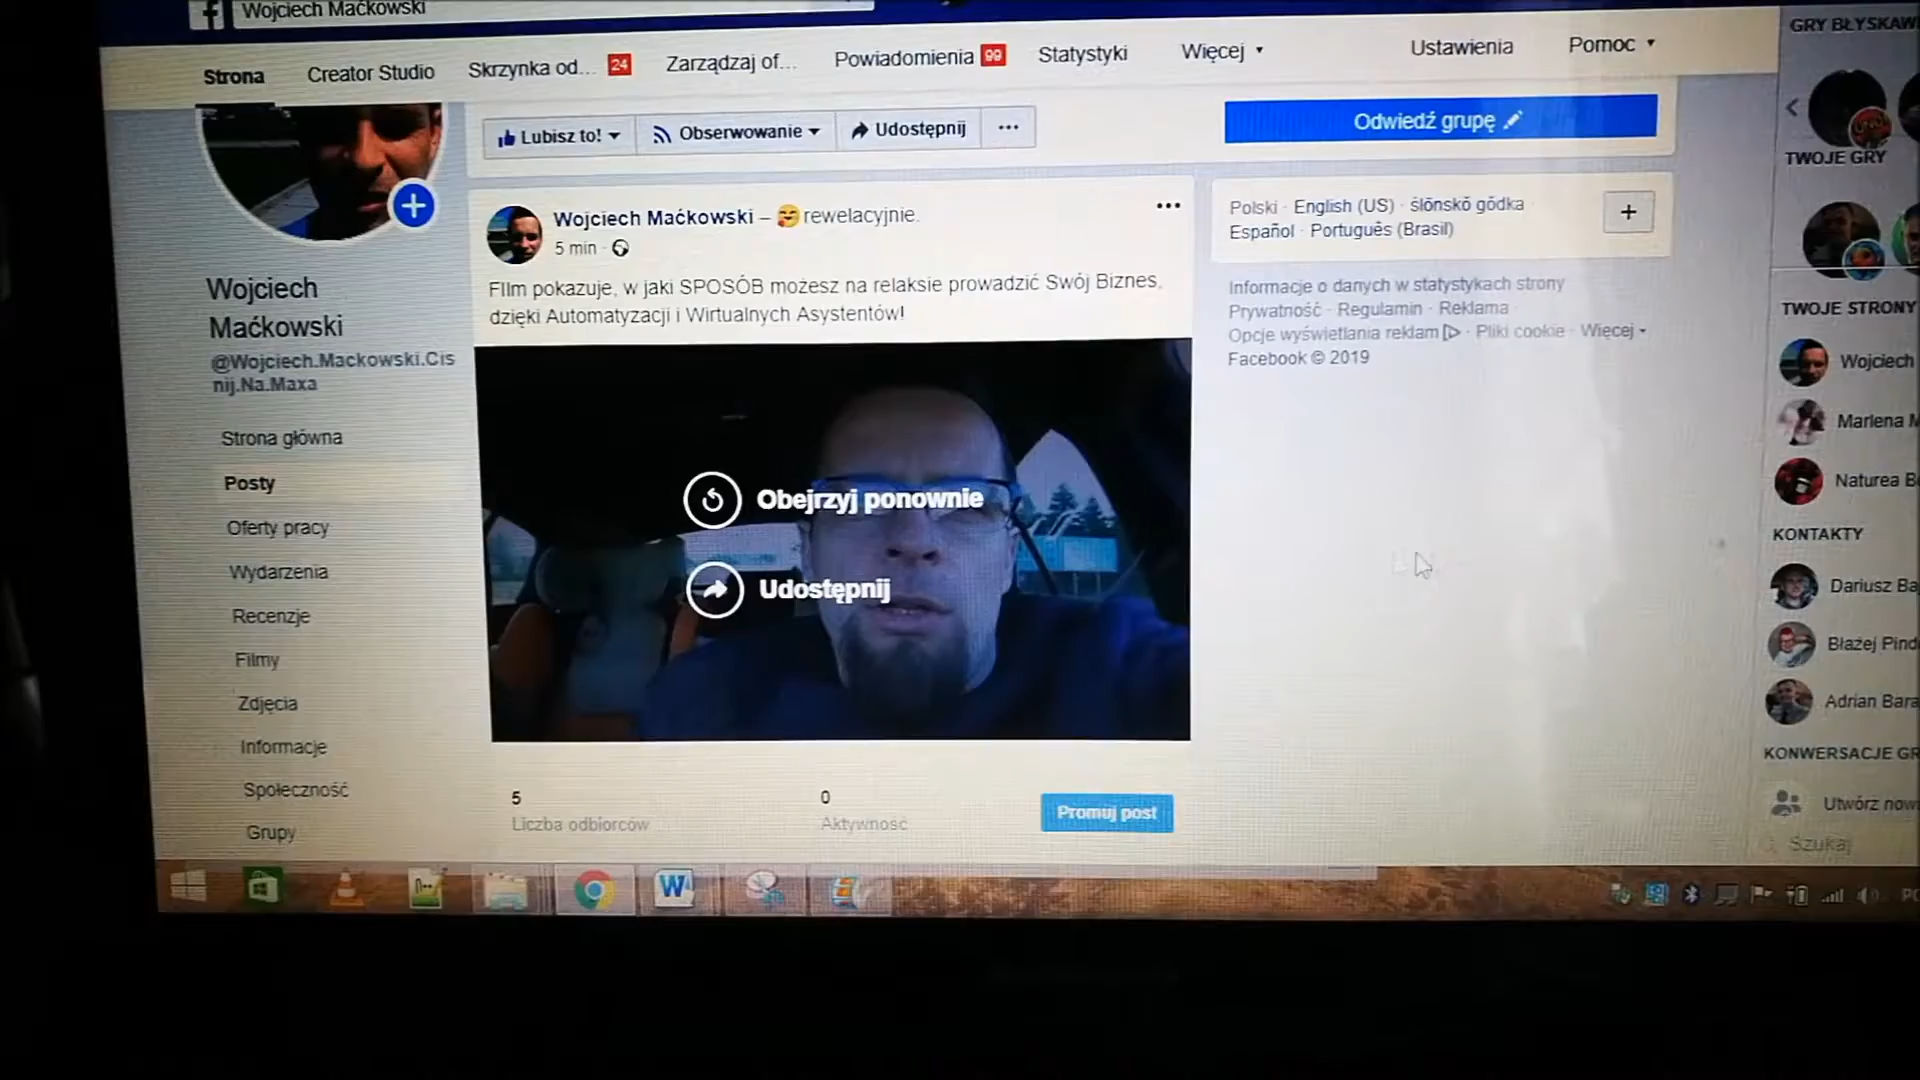 Wojciech Maćkowski
Strona Creator Studio Skrzynka od... 24 Zarządzaj of... Powiadomienia 99 Statystyki Więcej Ustawienia Pomoc
Lubisz to! Obserwowanie Udostępnij ...
Odwiedź grupę
Wojciech
Maćkowski
@Wojciech.Mackowski.Cis
nij.Na.Maxa
Strona główna
Posty
Oferty pracy
Wydarzenia
Recenzje
Filmy
Zdjęcia
Informacje
Społeczność
Grupy
Wojciech Maćkowski – rewelacyjnie.
5 min ·
FIlm pokazuje, w jaki SPOSÓB możesz na relaksie prowadzić Swój Biznes,
dzięki Automatyzacji i Wirtualnych Asystentów!
Obejrzyj ponownie
Udostępnij
5
Liczba odbiorców
0
Aktywność
Promuj post
Polski · English (US) · ślōnskŏ gŏdka
Español · Português (Brasil)
Informacje o danych w statystykach strony
Prywatność · Regulamin · Reklama ·
Opcje wyświetlania reklam · Pliki cookie · Więcej
Facebook © 2019
GRY BŁYSKAW
TWOJE GRY
TWOJE STRONY
Wojciech
Marlena M
Naturea B
KONTAKTY
Dariusz Ba
Błażej Pind
Adrian Bara
KONWERSACJE GR
Utwórz now
Szukaj